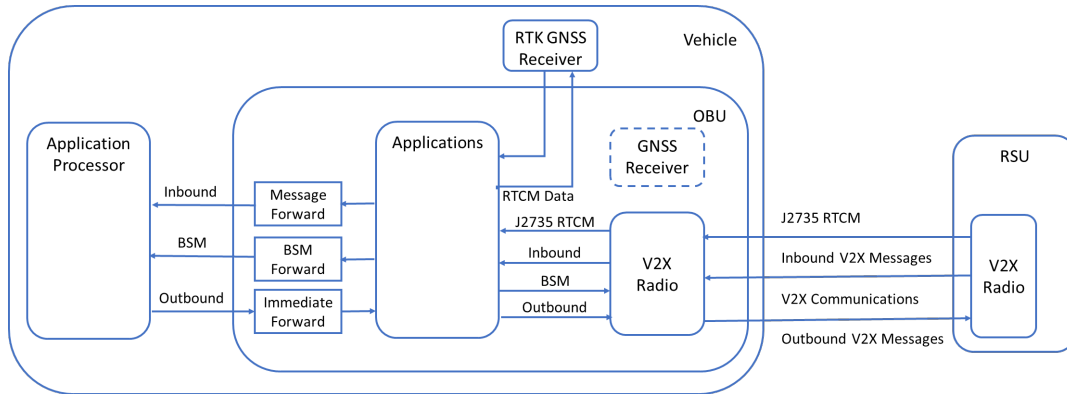 RTK GNSS
Receiver
Vehicle
OBU
Application
Processor
Applications
GNSS
Receiver
RSU
Inbound
Message
Forward
RTCM Data
J2735 RTCM
J2735 RTCM
BSM
BSM
Forward
Inbound
V2X
Radio
Inbound V2X Messages
V2X
Radio
BSM
Outbound
Immediate
Forward
Outbound
V2X Communications
Outbound V2X Messages